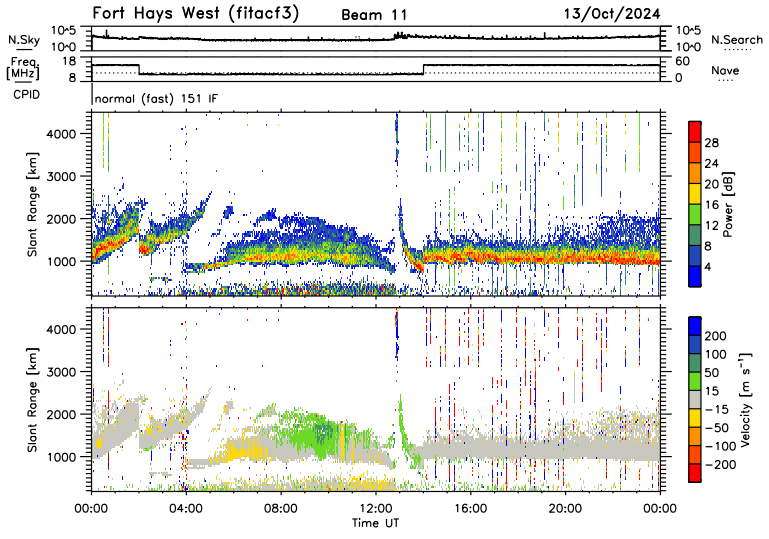 Fort Hays West (fitacf3) Beam 11 13/Oct/2024
N.Sky 10^5 10^0 10^5 10^0 N.Search
Freq. [MHz] 18 8 60 0 Nave
CPID normal (fast) 151 IF
Slant Range [km] 4000 3000 2000 1000
28 24 20 16 12 8 4 Power [dB]
Slant Range [km] 4000 3000 2000 1000
200 100 50 15 −15 −50 −100 −200 Velocity [m s⁻¹]
00:00 04:00 08:00 12:00 16:00 20:00 00:00
Time UT